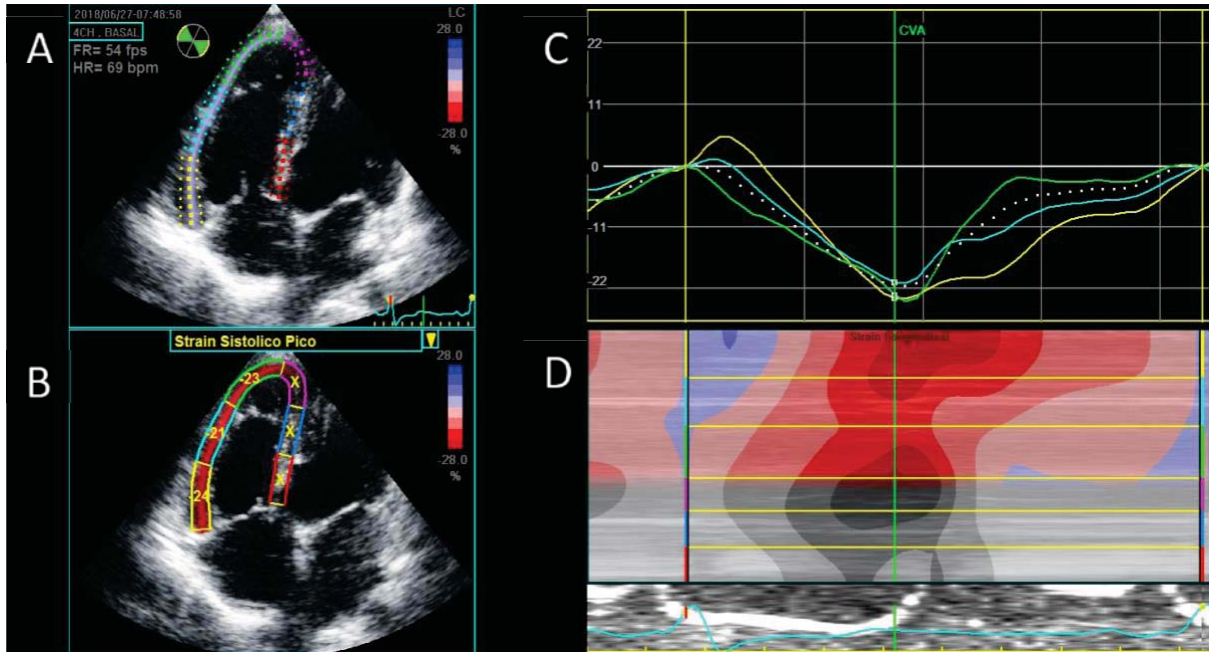 A
2018/06/27-07:48:58
4CH , BASAL
FR= 54 fps
HR= 69 bpm
LC
28.0
-28.0
%
B
Strain Sistolico Pico
28.0
-28.0
%
-23
-21
-24
X
X
X
C
CVA
22
11
0
-11
-22
D